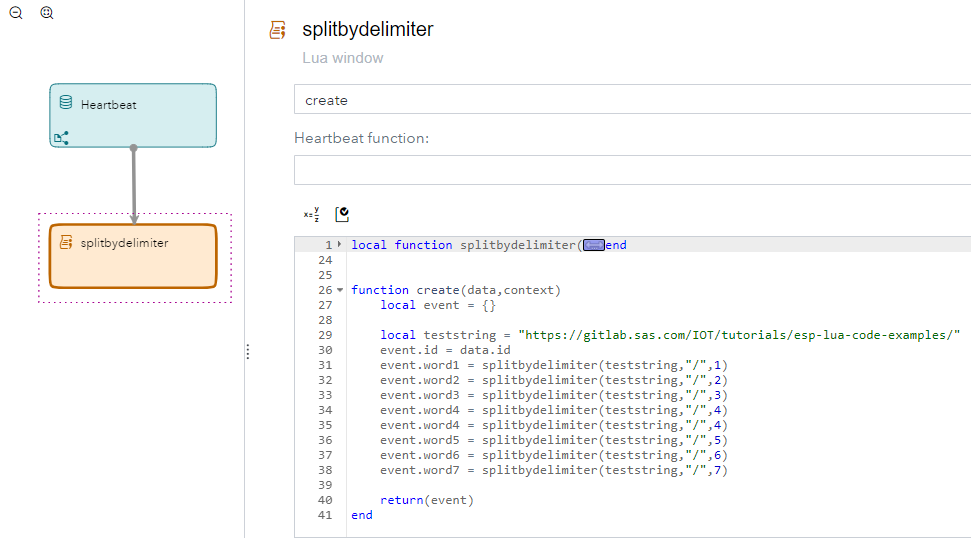 Heartbeat
splitbydelimiter
splitbydelimiter
Lua window
create
Heartbeat function:
x= y/z
1 local function splitbydelimiter(end
24
25
26 function create(data,context)
27 local event = {}
28
29 local teststring = "https://gitlab.sas.com/IOT/tutorials/esp-lua-code-examples/"
30 event.id = data.id
31 event.word1 = splitbydelimiter(teststring,"/",1)
32 event.word2 = splitbydelimiter(teststring,"/",2)
33 event.word3 = splitbydelimiter(teststring,"/",3)
34 event.word4 = splitbydelimiter(teststring,"/",4)
35 event.word4 = splitbydelimiter(teststring,"/",4)
36 event.word5 = splitbydelimiter(teststring,"/",5)
37 event.word6 = splitbydelimiter(teststring,"/",6)
38 event.word7 = splitbydelimiter(teststring,"/",7)
39
40 return(event)
41 end